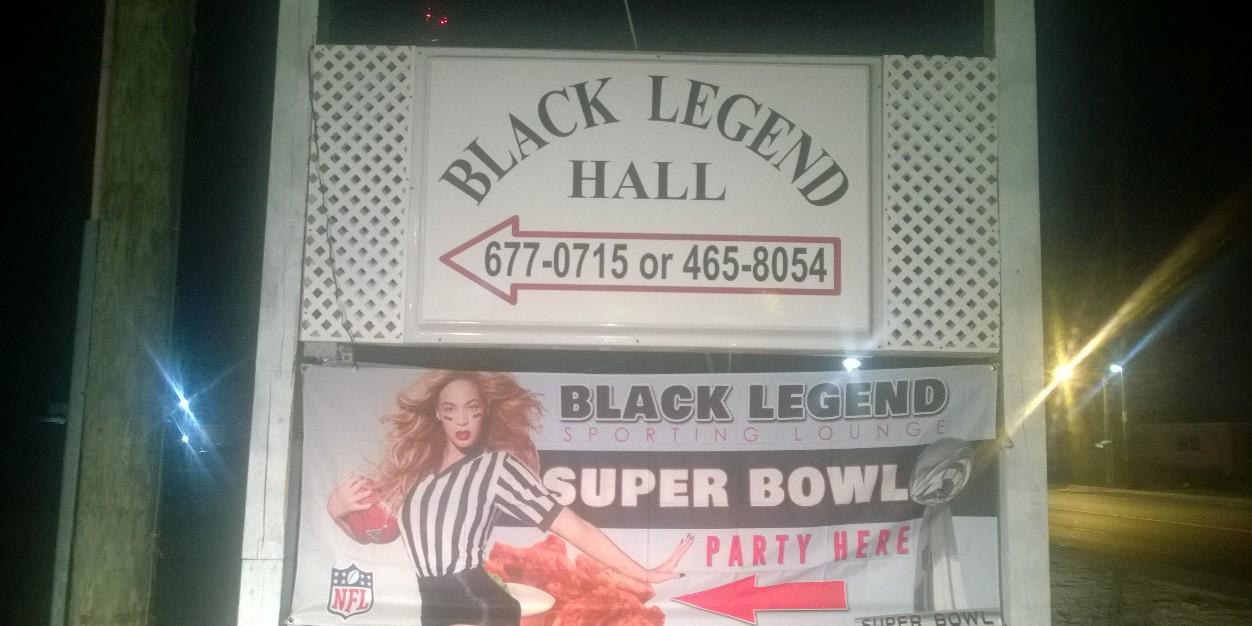 BLACK LEGEND
HALL
677-0715 or 465-8054
BLACK LEGEND
SPORTING LOUNGE
SUPER BOWL
PARTY HERE
NFL
SUPER BOWL